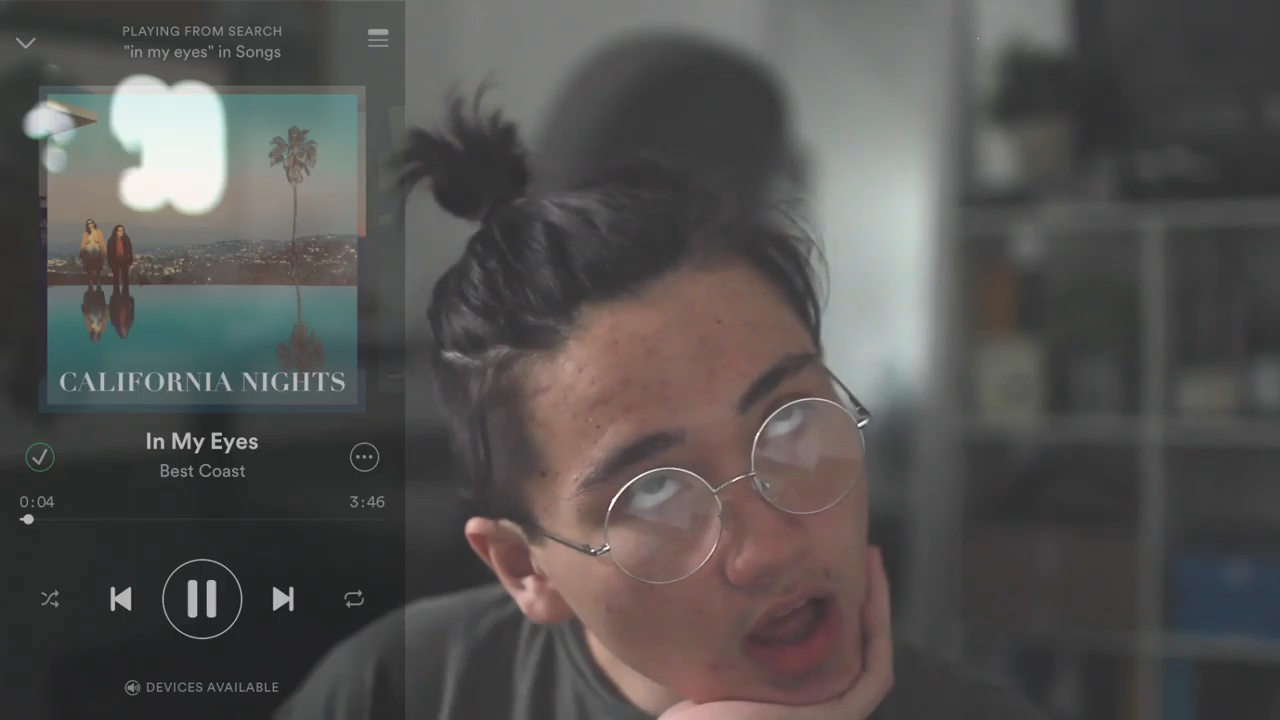 PLAYING FROM SEARCH
"in my eyes" in Songs
CALIFORNIA NIGHTS
In My Eyes
Best Coast
0:04
3:46
DEVICES AVAILABLE